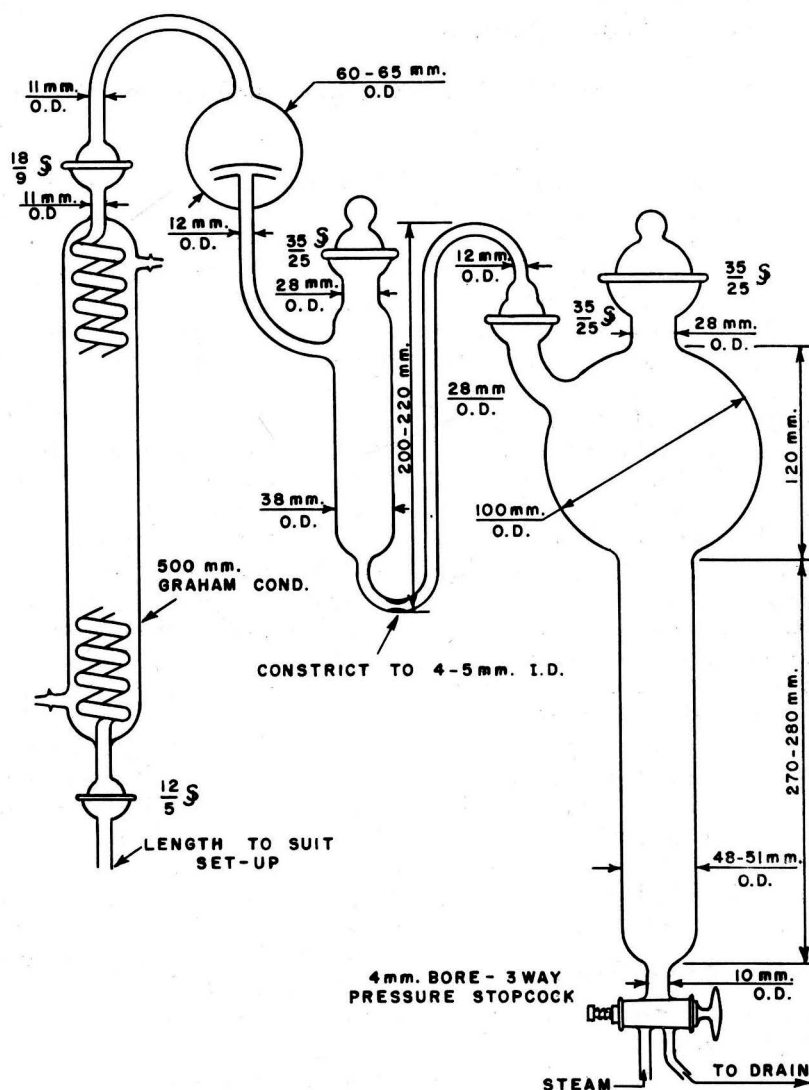 60-65 mm.
O.D
11 mm.
O.D.
18
9
11 mm.
O.D
12 mm.
O.D.
35
25
28 mm.
O.D.
12 mm.
O.D.
35
25
35
25
28 mm.
O.D.
28 mm
O.D.
200-220 mm.
120 mm.
38 mm.
O.D.
100 mm.
O.D.
500 mm.
GRAHAM COND.
CONSTRICT TO 4-5 mm. I.D.
270-280 mm.
12
5
LENGTH TO SUIT
SET-UP
48-51 mm.
O.D.
4 mm. BORE - 3 WAY
PRESSURE STOPCOCK
10 mm.
O.D.
STEAM
TO DRAIN